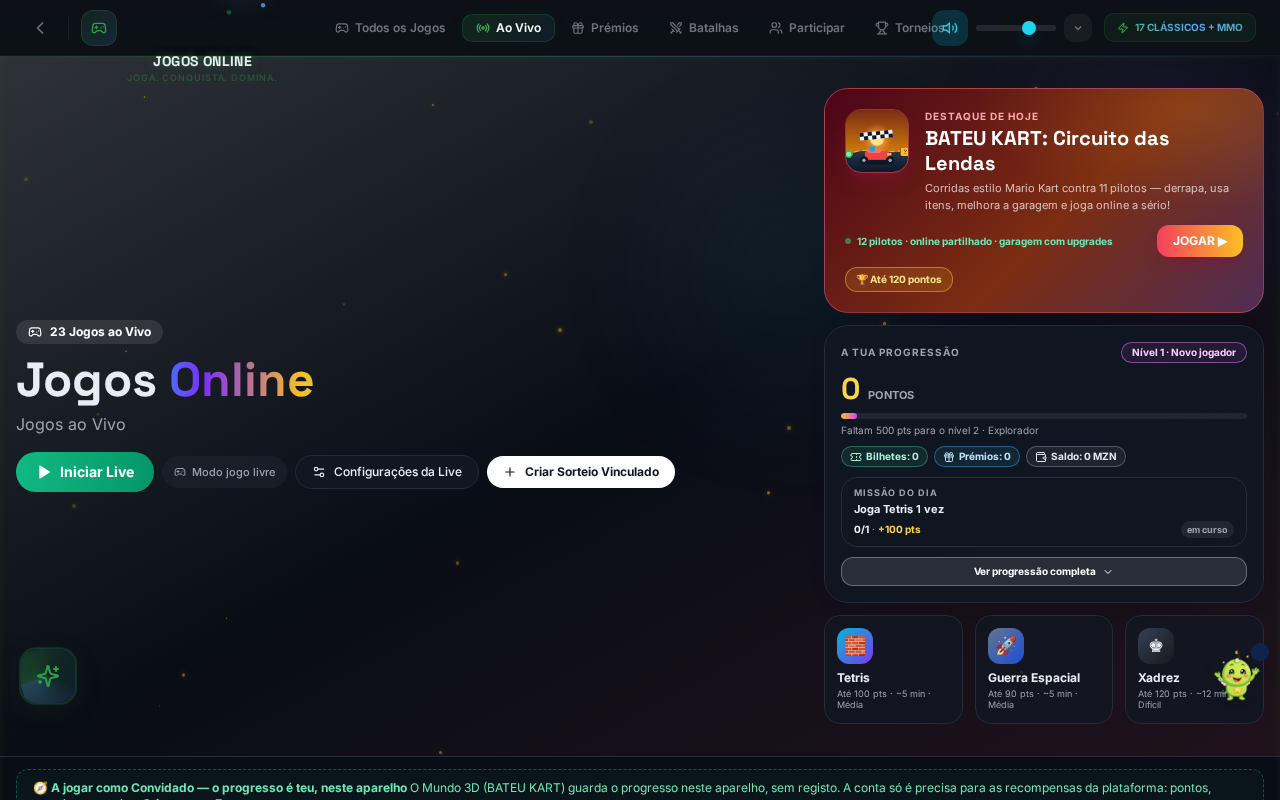 Todos os Jogos
Ao Vivo
Prémios
Batalhas
Participar
Torneios
17 CLÁSSICOS + MMO
JOGOS ONLINE
JOGA. CONQUISTA. DOMINA.
23 Jogos ao Vivo
Jogos Online
Jogos ao Vivo
Iniciar Live
Modo jogo livre
Configurações da Live
Criar Sorteio Vinculado
DESTAQUE DE HOJE
BATEU KART: Circuito das
Lendas
Corridas estilo Mario Kart contra 11 pilotos — derrapa, usa
itens, melhora a garagem e joga online a sério!
12 pilotos · online partilhado · garagem com upgrades
JOGAR ▶
🏆 Até 120 pontos
A TUA PROGRESSÃO
Nível 1 · Novo jogador
0 PONTOS
Faltam 500 pts para o nível 2 · Explorador
Bilhetes: 0
Prémios: 0
Saldo: 0 MZN
MISSÃO DO DIA
Joga Tetris 1 vez
0/1 · +100 pts
em curso
Ver progressão completa
Tetris
Até 100 pts · ~5 min ·
Média
Guerra Espacial
Até 90 pts · ~5 min ·
Média
Xadrez
Até 120 pts · ~12 min
Difícil
🧭 A jogar como Convidado — o progresso é teu, neste aparelho O Mundo 3D (BATEU KART) guarda o progresso neste aparelho, sem registo. A conta só é precisa para as recompensas da plataforma: pontos,